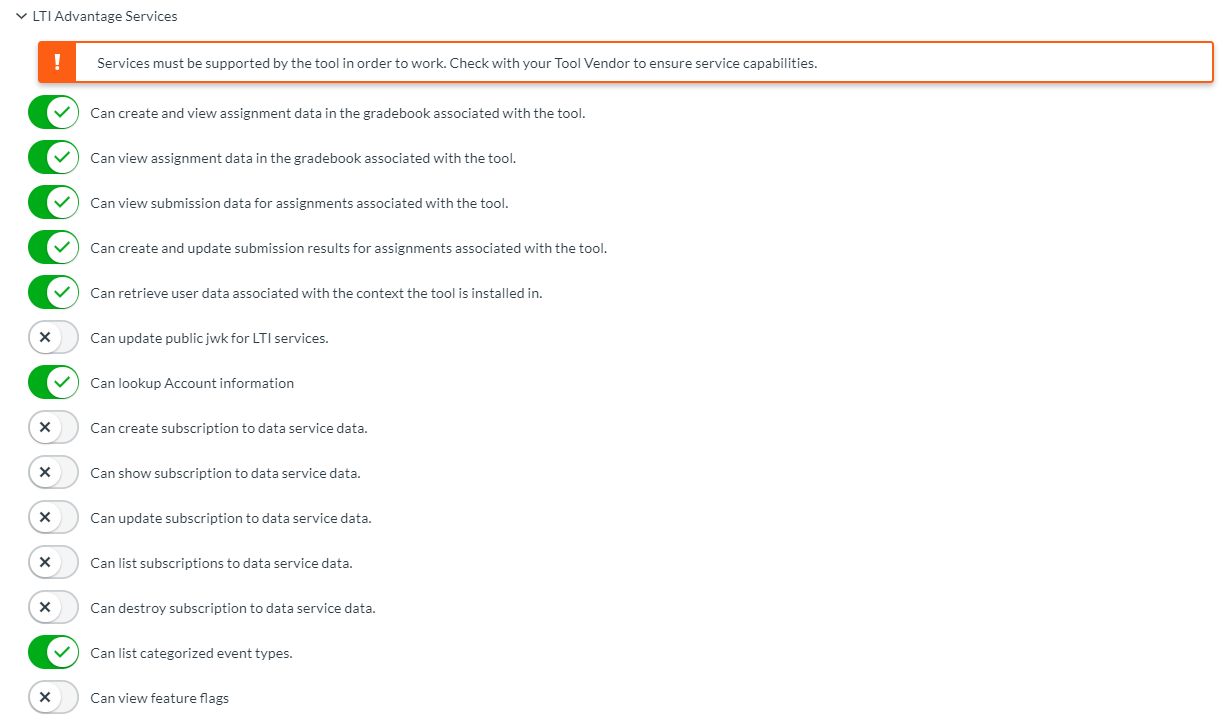 LTI Advantage Services
! Services must be supported by the tool in order to work. Check with your Tool Vendor to ensure service capabilities.
Can create and view assignment data in the gradebook associated with the tool.
Can view assignment data in the gradebook associated with the tool.
Can view submission data for assignments associated with the tool.
Can create and update submission results for assignments associated with the tool.
Can retrieve user data associated with the context the tool is installed in.
Can update public jwk for LTI services.
Can lookup Account information
Can create subscription to data service data.
Can show subscription to data service data.
Can update subscription to data service data.
Can list subscriptions to data service data.
Can destroy subscription to data service data.
Can list categorized event types.
Can view feature flags